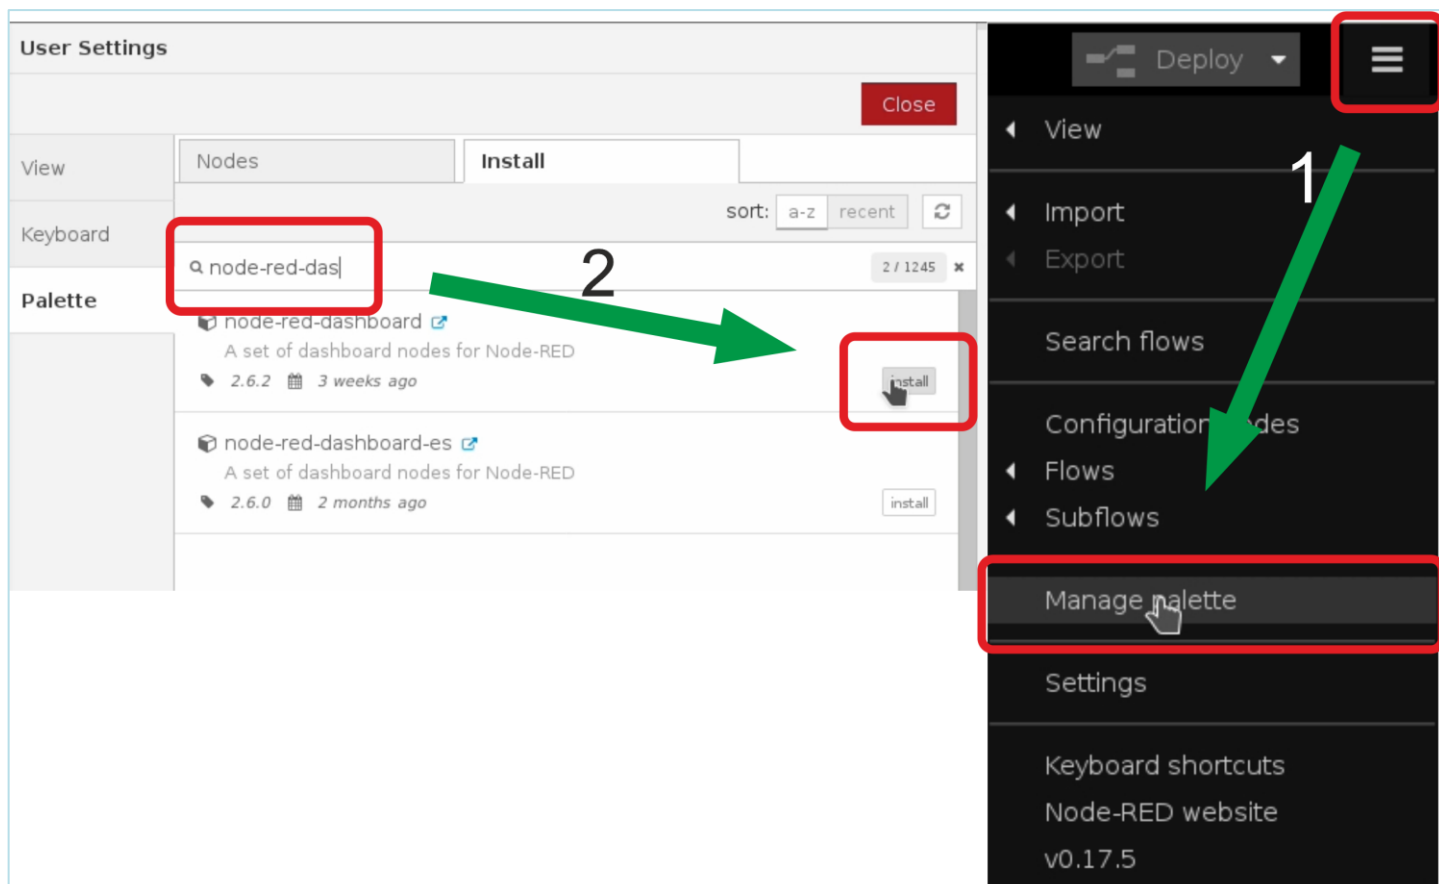 User Settings
Close
View
Keyboard
Palette
Nodes
Install
sort: a-z recent
node-red-das
2 / 1245
node-red-dashboard
A set of dashboard nodes for Node-RED
2.6.2 3 weeks ago
install
node-red-dashboard-es
A set of dashboard nodes for Node-RED
2.6.0 2 months ago
install
2
Deploy
1
View
Import
Export
Search flows
Configuration nodes
Flows
Subflows
Manage palette
Settings
Keyboard shortcuts
Node-RED website
v0.17.5